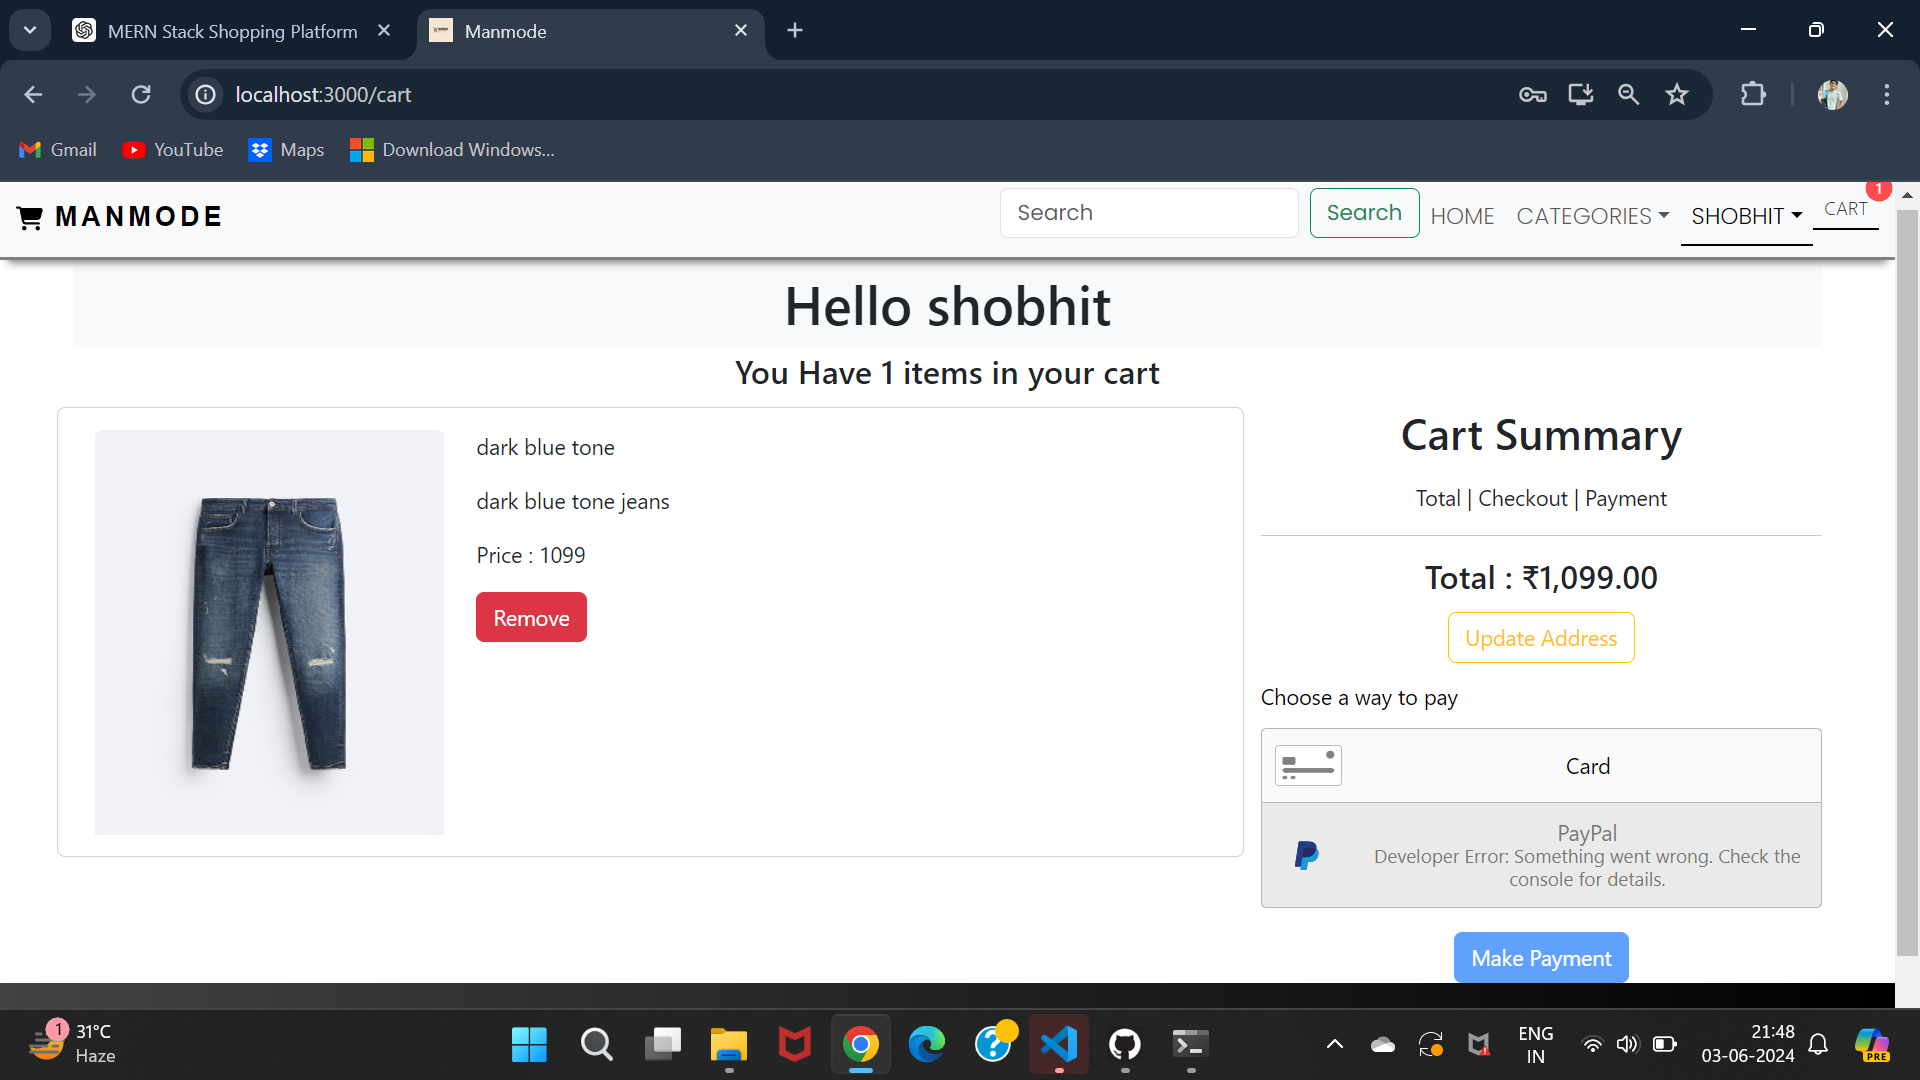 MERN Stack Shopping Platform
Manmode
localhost:3000/cart
Gmail
YouTube
Maps
Download Windows...
MANMODE
Search
Search
HOME
CATEGORIES
SHOBHIT
CART
1
Hello shobhit
You Have 1 items in your cart
dark blue tone
dark blue tone jeans
Price : 1099
Remove
Cart Summary
Total | Checkout | Payment
Total : ₹1,099.00
Update Address
Choose a way to pay
Card
PayPal
Developer Error: Something went wrong. Check the
console for details.
Make Payment
1
31°C
Haze
ENG
IN
21:48
03-06-2024
PRE